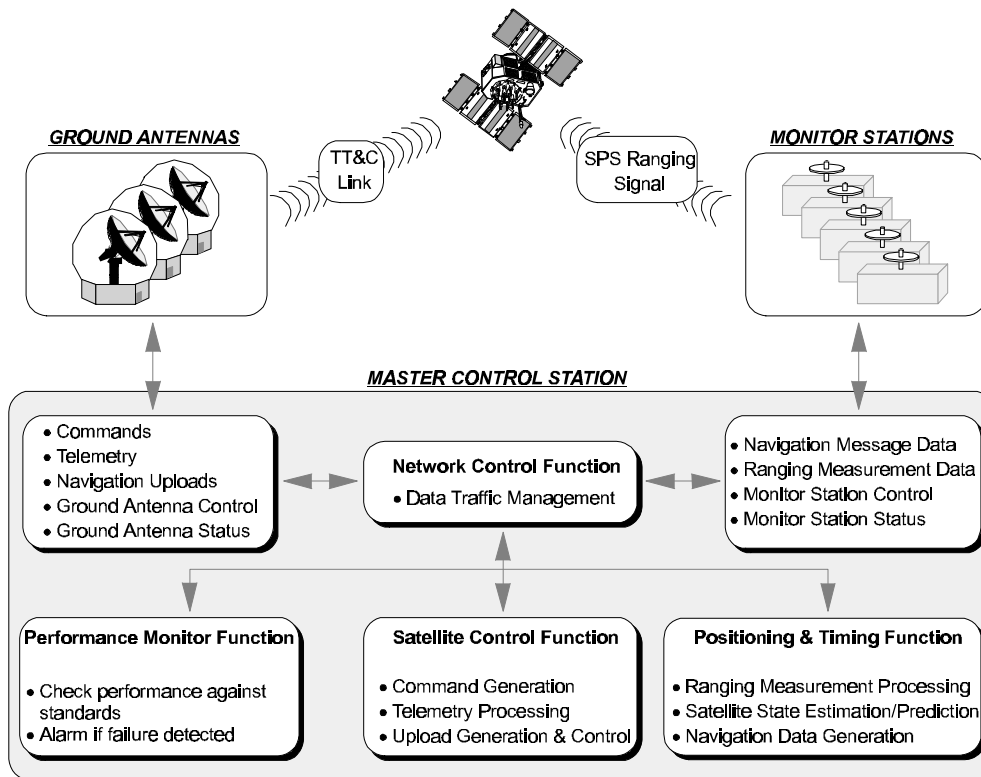 GROUND ANTENNAS
MONITOR STATIONS
TT&C
Link
SPS Ranging
Signal
MASTER CONTROL STATION
• Commands
• Telemetry
• Navigation Uploads
• Ground Antenna Control
• Ground Antenna Status
Network Control Function
• Data Traffic Management
• Navigation Message Data
• Ranging Measurement Data
• Monitor Station Control
• Monitor Station Status
Performance Monitor Function
• Check performance against
standards
• Alarm if failure detected
Satellite Control Function
• Command Generation
• Telemetry Processing
• Upload Generation & Control
Positioning & Timing Function
• Ranging Measurement Processing
• Satellite State Estimation/Prediction
• Navigation Data Generation